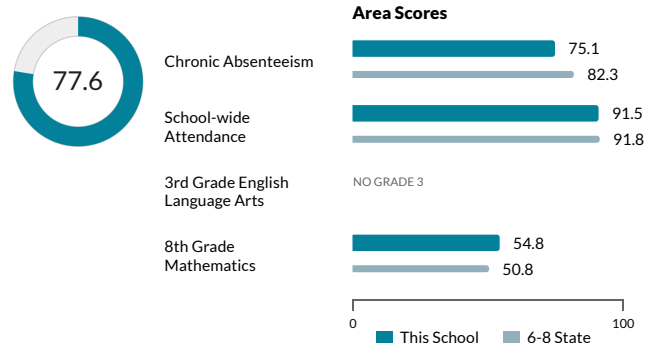 Area Scores
77.6
Chronic Absenteeism
75.1
82.3
School-wide
Attendance
91.5
91.8
3rd Grade English
Language Arts
NO GRADE 3
8th Grade
Mathematics
54.8
50.8
0
100
This School
6-8 State